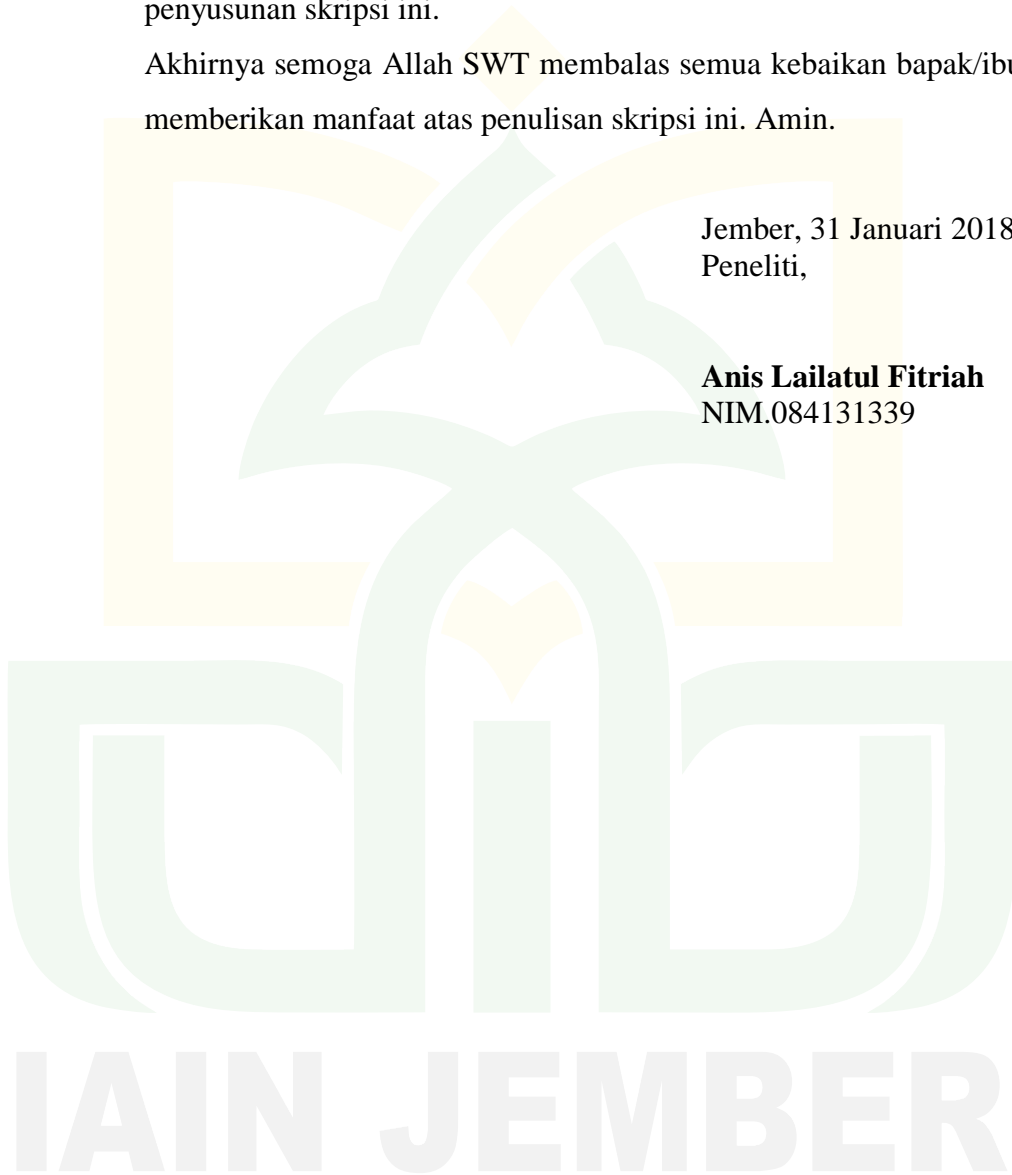 penyusunan skripsi ini.
Akhirnya semoga Allah SWT membalas semua kebaikan bapak/ibu
memberikan manfaat atas penulisan skripsi ini. Amin.
Jember, 31 Januari 2018
Peneliti,
Anis Lailatul Fitriah
NIM.084131339
IAIN JEMBER